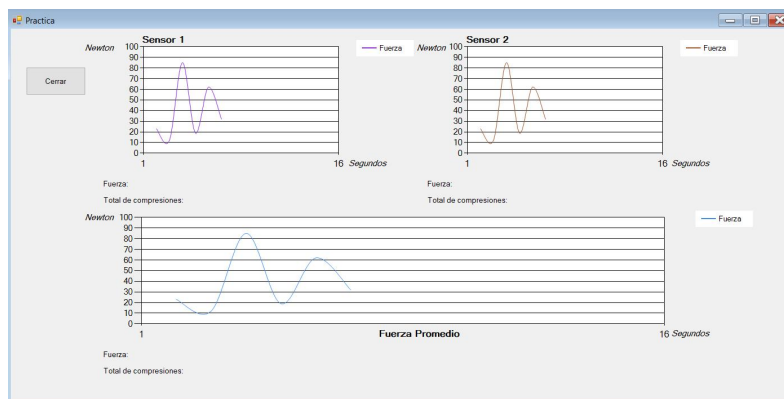 Practica
Cerrar
Sensor 1
Newton
100
90
80
70
60
50
40
30
20
10
0
1
16 Segundos
Fuerza
Fuerza:
Total de compresiones:
Sensor 2
Newton
100
90
80
70
60
50
40
30
20
10
0
1
16 Segundos
Fuerza
Fuerza:
Total de compresiones:
Newton
100
90
80
70
60
50
40
30
20
10
0
1
Fuerza Promedio
16 Segundos
Fuerza
Fuerza:
Total de compresiones: